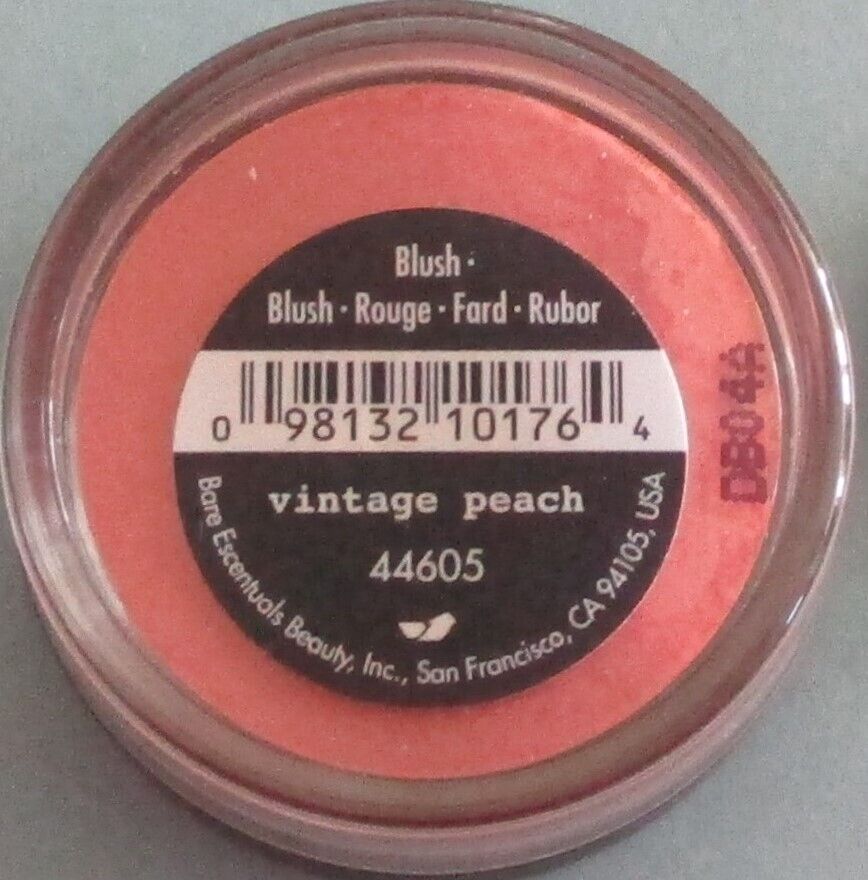 Blush ·
Blush · Rouge · Fard · Rubor
0 98132 10176 4
vintage peach
44605
Bare Escentuals Beauty, Inc., San Francisco, CA 94105, USA
DB04A